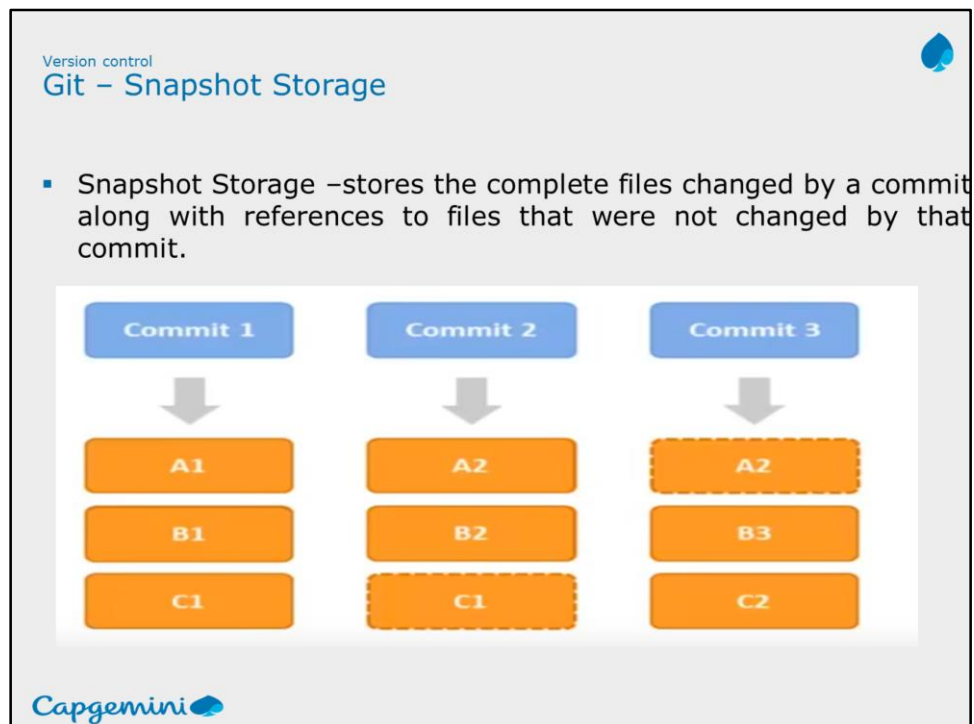 Version control
Git – Snapshot Storage
▪ Snapshot Storage –stores the complete files changed by a commit
along with references to files that were not changed by that
commit.
Commit 1 Commit 2 Commit 3
A1 A2 A2
B1 B2 B3
C1 C1 C2
Capgemini